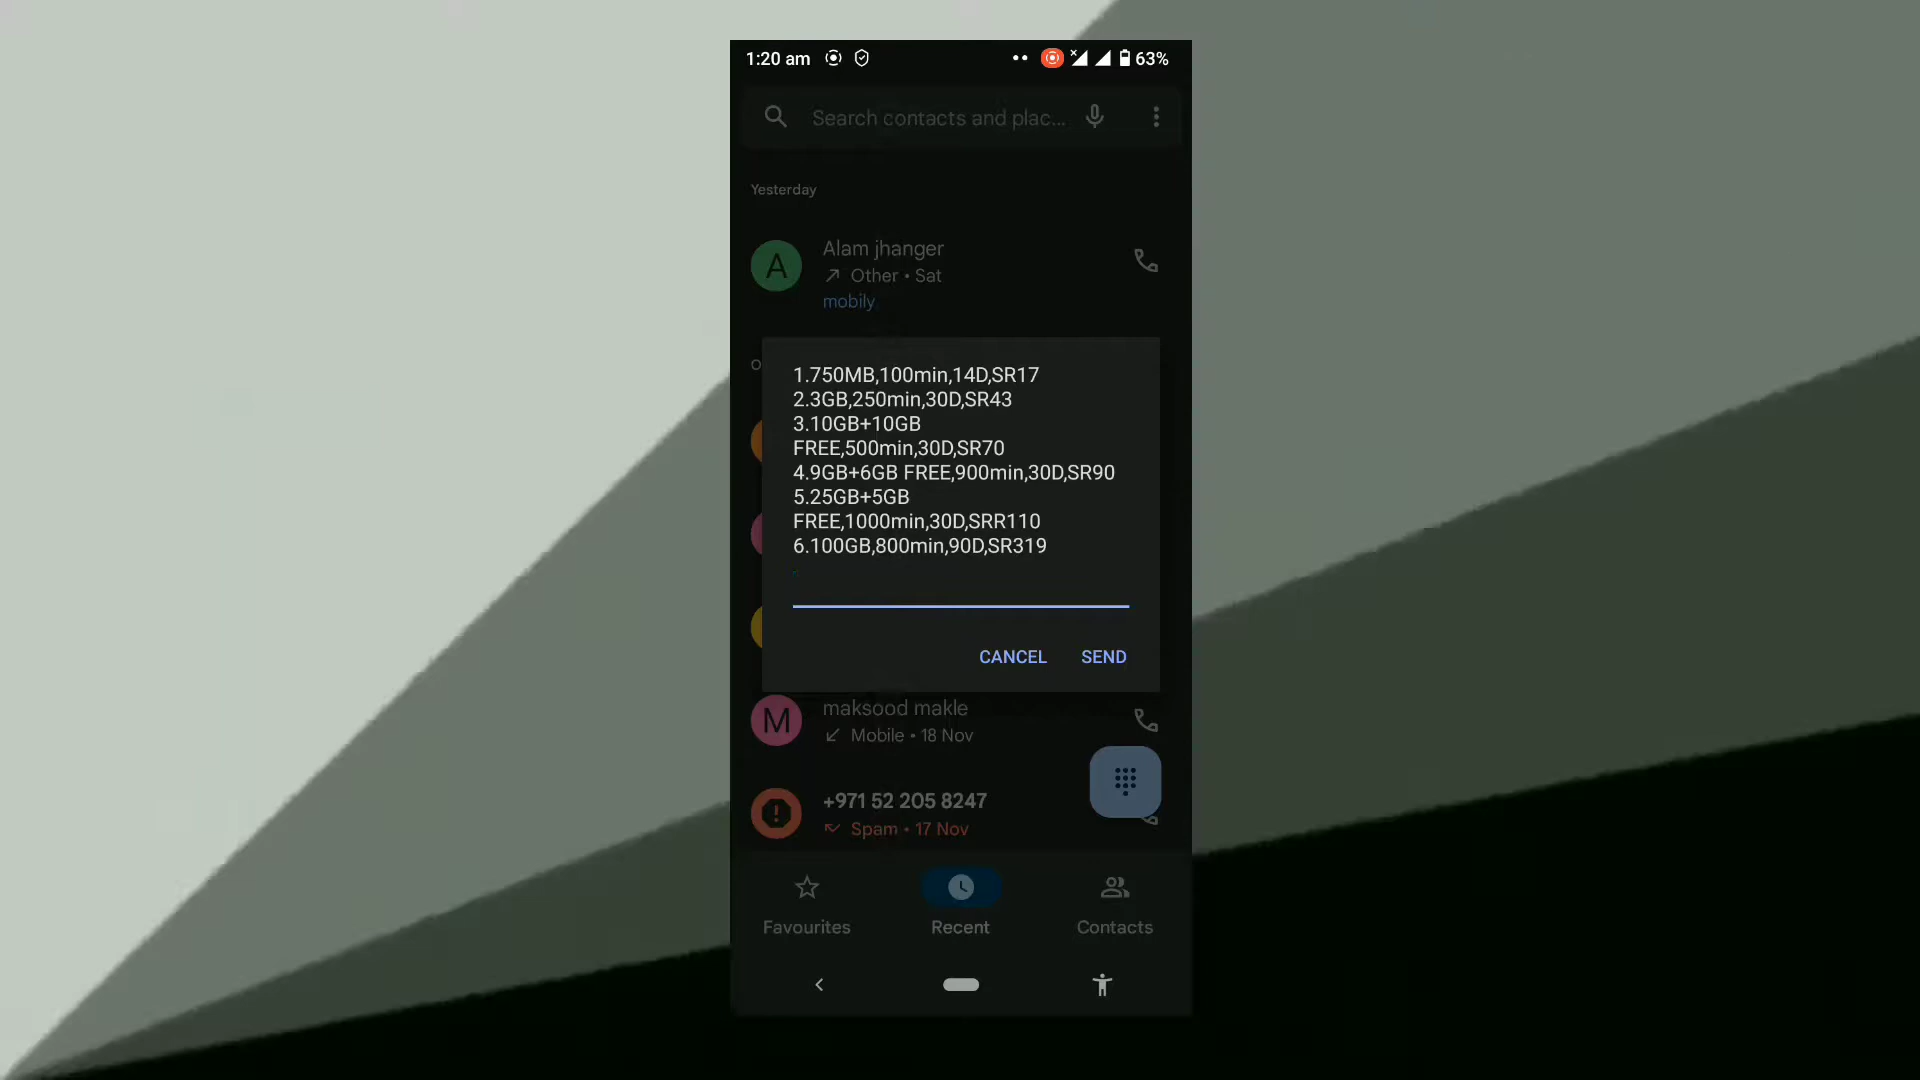 1:20 am
63%
Search contacts and plac...
Yesterday
A
Alam jhanger
Other • Sat
mobily
1.750MB,100min,14D,SR17
2.3GB,250min,30D,SR43
3.10GB+10GB
FREE,500min,30D,SR70
4.9GB+6GB FREE,900min,30D,SR90
5.25GB+5GB
FREE,1000min,30D,SRR110
6.100GB,800min,90D,SR319
CANCEL SEND
M
maksood makle
Mobile • 18 Nov
+971 52 205 8247
Spam • 17 Nov
Favourites Recent Contacts